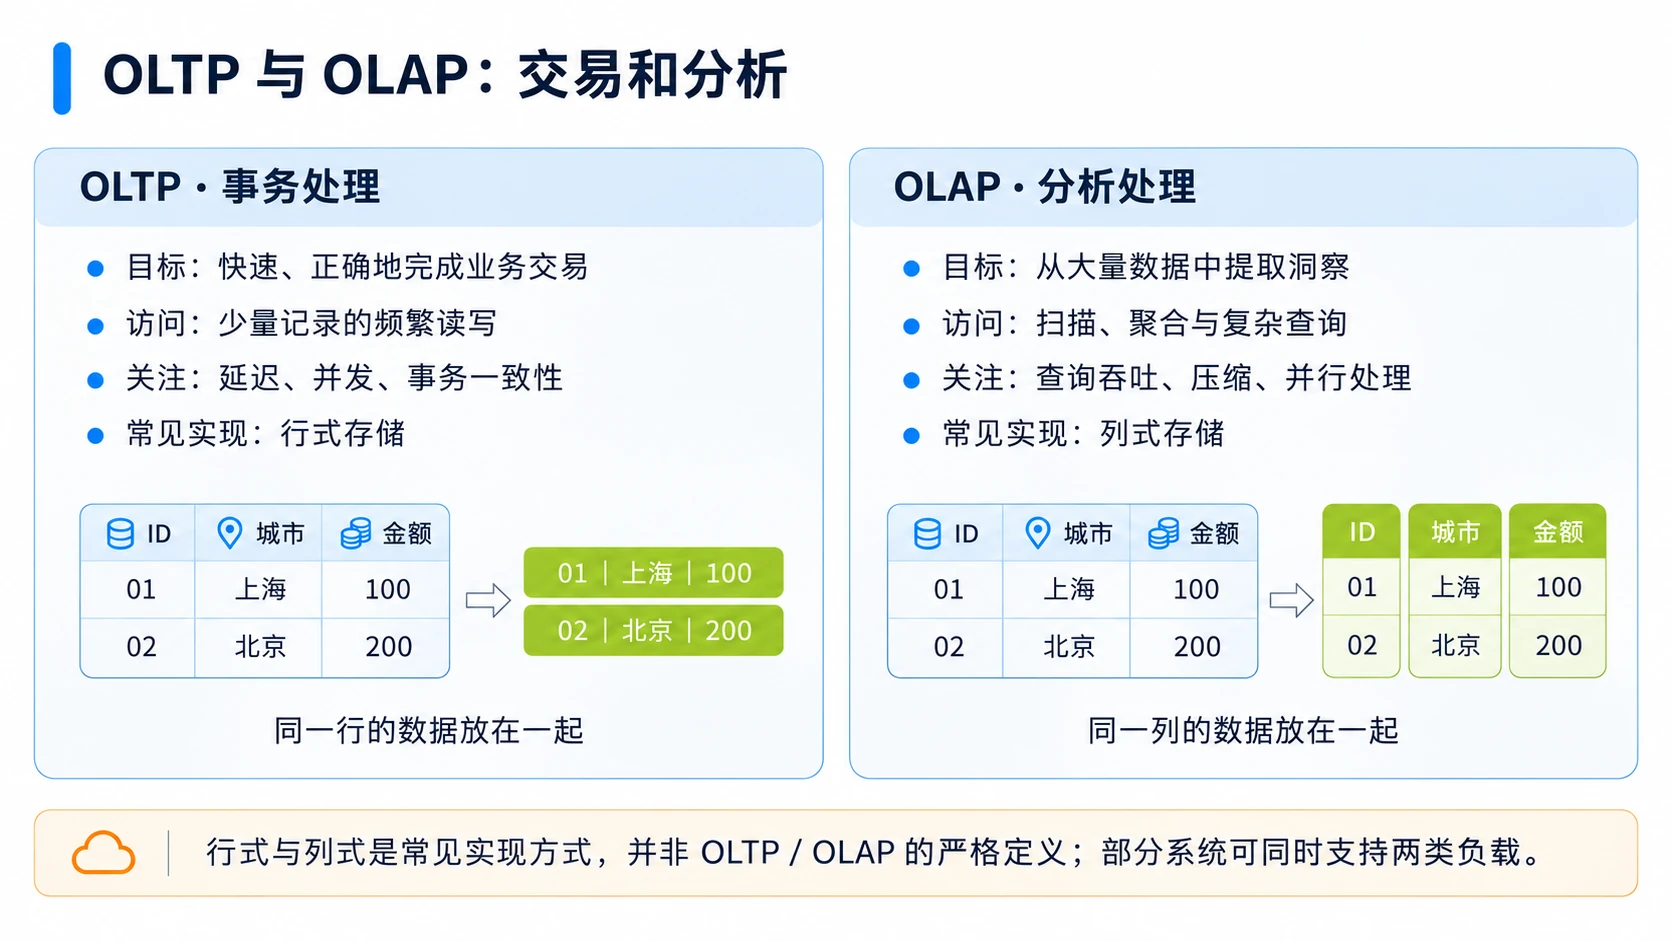 OLTP 与 OLAP：交易和分析
OLTP · 事务处理
目标：快速、正确地完成业务交易
访问：少量记录的频繁读写
关注：延迟、并发、事务一致性
常见实现：行式存储
ID 城市 金额
01 上海 100
02 北京 200
01 | 上海 | 100
02 | 北京 | 200
同一行的数据放在一起
OLAP · 分析处理
目标：从大量数据中提取洞察
访问：扫描、聚合与复杂查询
关注：查询吞吐、压缩、并行处理
常见实现：列式存储
ID 城市 金额
01 上海 100
02 北京 200
ID 城市 金额
01 上海 100
02 北京 200
同一列的数据放在一起
行式与列式是常见实现方式，并非 OLTP / OLAP 的严格定义；部分系统可同时支持两类负载。